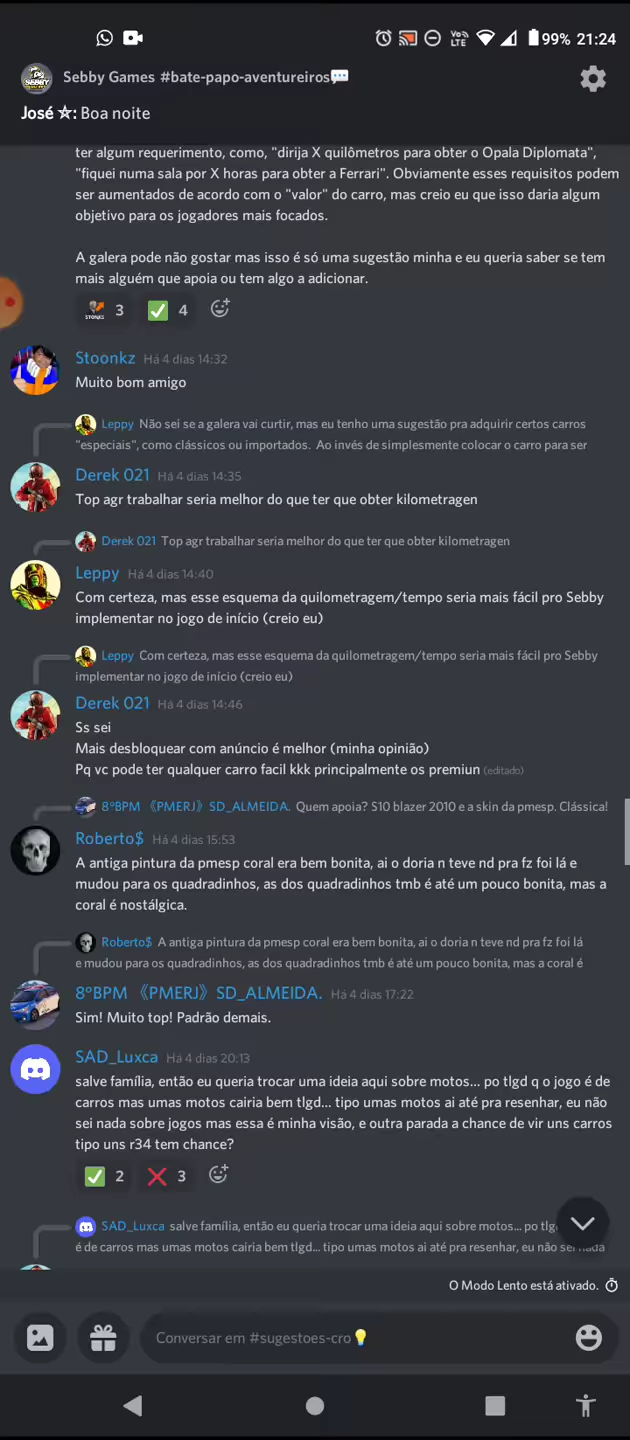 Vo)) LTE 99% 21:24
Sebby Games #bate-papo-aventureiros💬
José ☆: Boa noite
ter algum requerimento, como, "dirija X quilômetros para obter o Opala Diplomata",
"fiquei numa sala por X horas para obter a Ferrari". Obviamente esses requisitos podem
ser aumentados de acordo com o "valor" do carro, mas creio eu que isso daria algum
objetivo para os jogadores mais focados.
A galera pode não gostar mas isso é só uma sugestão minha e eu queria saber se tem
mais alguém que apoia ou tem algo a adicionar.
STONKS 3 ✅ 4
Stoonkz Há 4 dias 14:32
Muito bom amigo
Leppy Não sei se a galera vai curtir, mas eu tenho uma sugestão pra adquirir certos carros
"especiais", como clássicos ou importados. Ao invés de simplesmente colocar o carro para ser
Derek 021 Há 4 dias 14:35
Top agr trabalhar seria melhor do que ter que obter kilometragen
Derek 021 Top agr trabalhar seria melhor do que ter que obter kilometragen
Leppy Há 4 dias 14:40
Com certeza, mas esse esquema da quilometragem/tempo seria mais fácil pro Sebby
implementar no jogo de início (creio eu)
Leppy Com certeza, mas esse esquema da quilometragem/tempo seria mais fácil pro Sebby
implementar no jogo de início (creio eu)
Derek 021 Há 4 dias 14:46
Ss sei
Mais desbloquear com anúncio é melhor (minha opinião)
Pq vc pode ter qualquer carro facil kkk principalmente os premiun (editado)
8°BPM 《PMERJ》SD_ALMEIDA. Quem apoia? S10 blazer 2010 e a skin da pmesp. Clássica!
Roberto$ Há 4 dias 15:53
A antiga pintura da pmesp coral era bem bonita, ai o doria n teve nd pra fz foi lá e
mudou para os quadradinhos, as dos quadradinhos tmb é até um pouco bonita, mas a
coral é nostálgica.
Roberto$ A antiga pintura da pmesp coral era bem bonita, ai o doria n teve nd pra fz foi lá
e mudou para os quadradinhos, as dos quadradinhos tmb é até um pouco bonita, mas a coral é
8°BPM 《PMERJ》SD_ALMEIDA. Há 4 dias 17:22
Sim! Muito top! Padrão demais.
SAD_Luxca Há 4 dias 20:13
salve família, então eu queria trocar uma ideia aqui sobre motos... po tlgd q o jogo é de
carros mas umas motos cairia bem tlgd... tipo umas motos ai até pra resenhar, eu não
sei nada sobre jogos mas essa é minha visão, e outra parada a chance de vir uns carros
tipo uns r34 tem chance?
✅ 2 ❌ 3
SAD_Luxca salve família, então eu queria trocar uma ideia aqui sobre motos... po tlg
é de carros mas umas motos cairia bem tlgd... tipo umas motos ai até pra resenhar, eu não sei nada
O Modo Lento está ativado.
Conversar em #sugestoes-cro💡